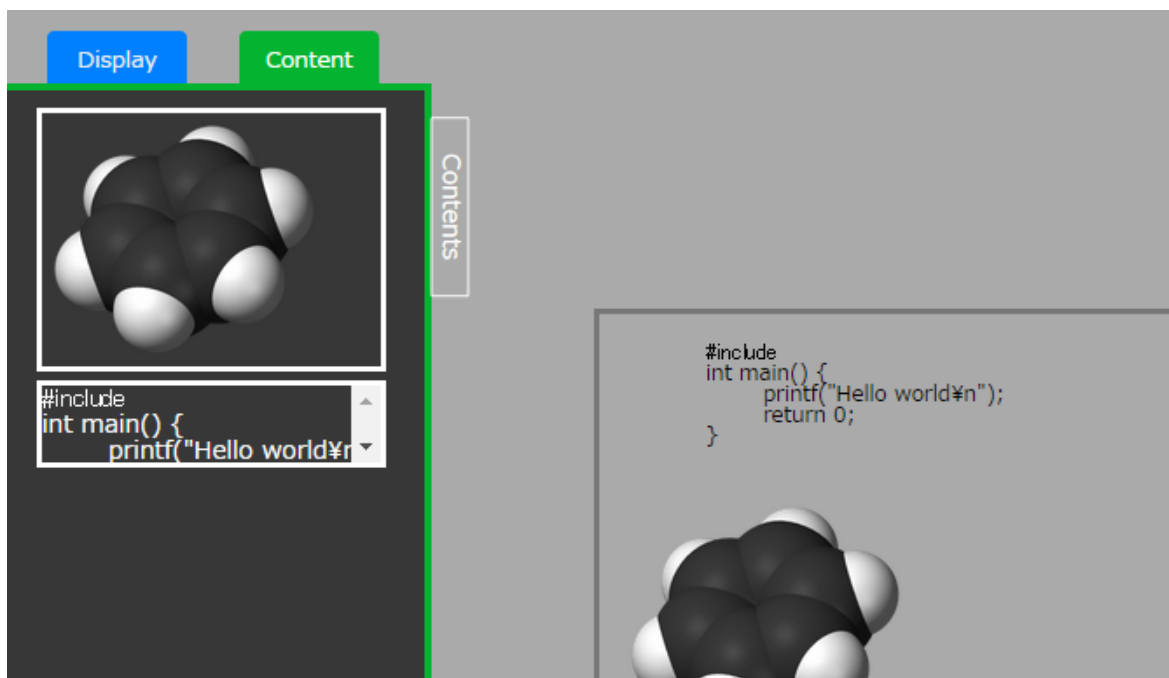 Display
Content
Contents
#include
int main() {
printf("Hello world¥n
#include
int main() {
printf("Hello world¥n");
return 0;
}